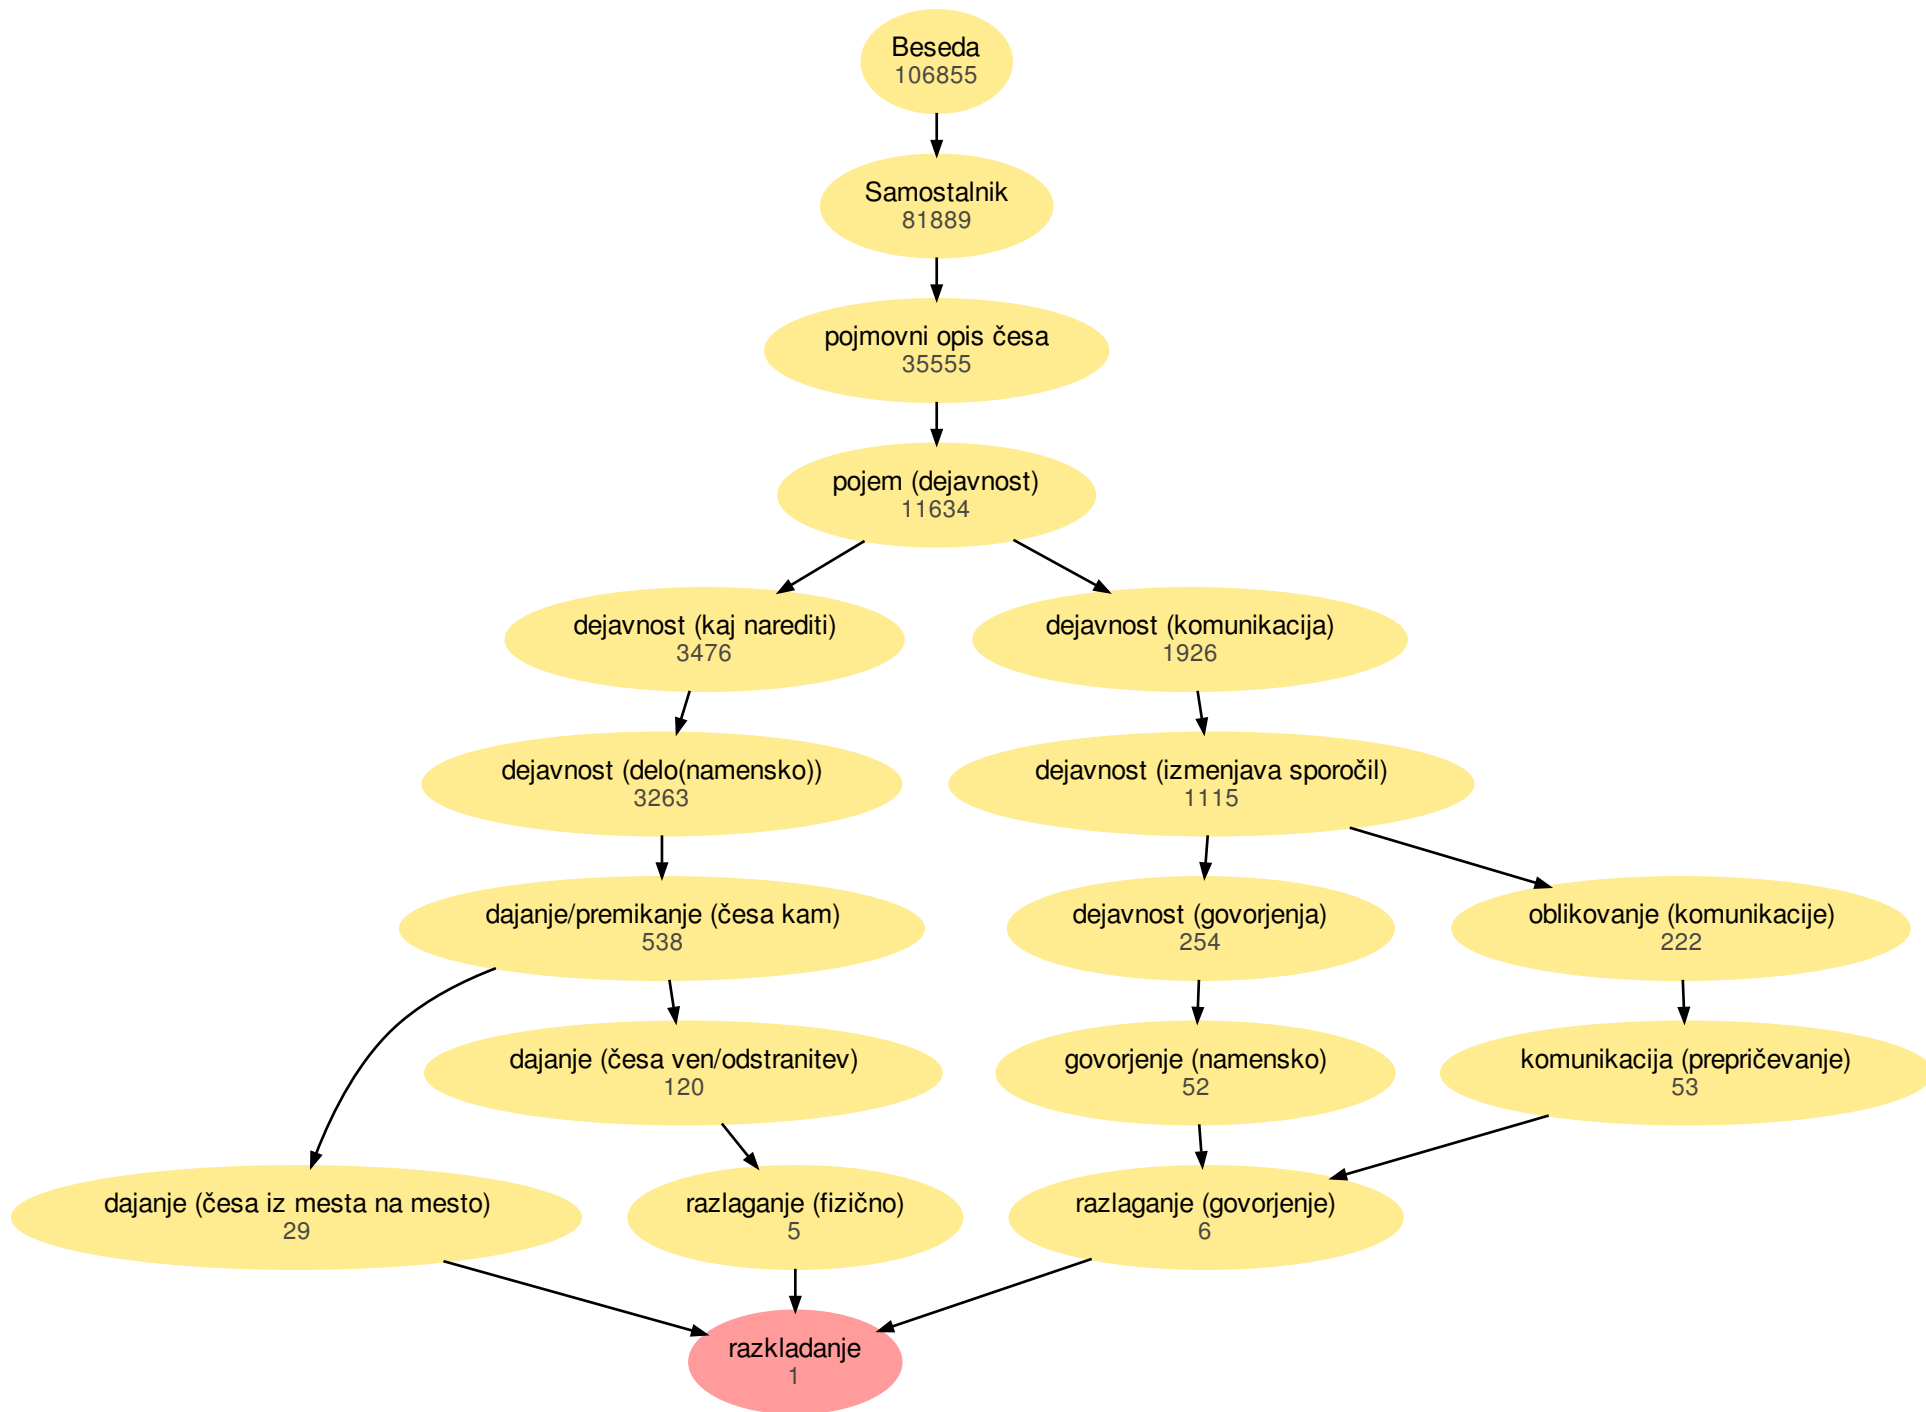 Beseda
106855
Samostalnik
81889
pojmovni opis česa
35555
pojem (dejavnost)
11634
dejavnost (kaj narediti)
3476
dejavnost (komunikacija)
1926
dejavnost (delo(namensko))
3263
dejavnost (izmenjava sporočil)
1115
dajanje/premikanje (česa kam)
538
dejavnost (govorjenja)
254
oblikovanje (komunikacije)
222
dajanje (česa ven/odstranitev)
120
govorjenje (namensko)
52
komunikacija (prepričevanje)
53
dajanje (česa iz mesta na mesto)
29
razlaganje (fizično)
5
razlaganje (govorjenje)
6
razkladanje
1